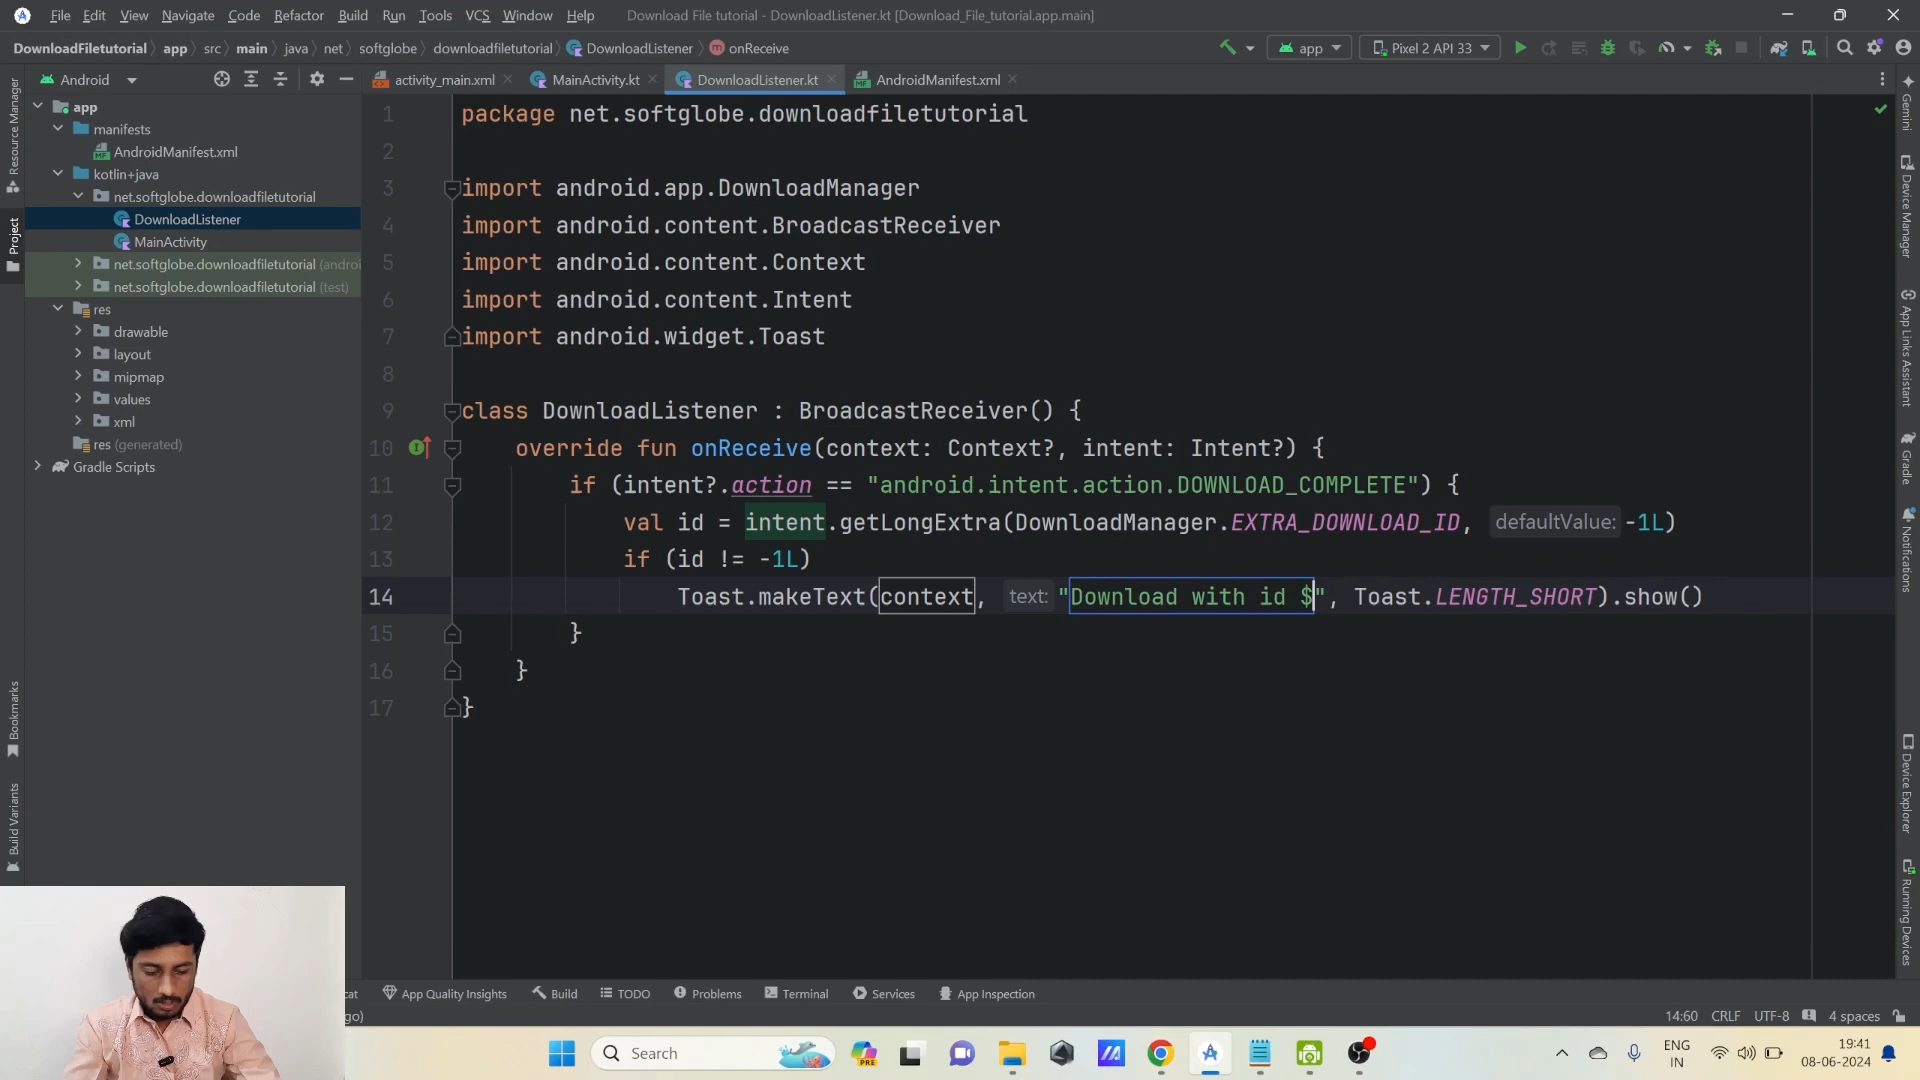 File Edit View Navigate Code Refactor Build Run Tools VCS Window Help Download File tutorial - DownloadListener.kt [Download_File_tutorial.app.main]
DownloadFiletutorial app src main java net softglobe downloadfiletutorial DownloadListener onReceive app Pixel 2 API 33
Android activity_main.xml MainActivity.kt DownloadListener.kt AndroidManifest.xml
app
manifests
AndroidManifest.xml
kotlin+java
net.softglobe.downloadfiletutorial
DownloadListener
MainActivity
net.softglobe.downloadfiletutorial (androi
net.softglobe.downloadfiletutorial (test)
res
drawable
layout
mipmap
values
xml
res (generated)
Gradle Scripts
Resource Manager
Project
Bookmarks
Build Variants
1 package net.softglobe.downloadfiletutorial
2
3 import android.app.DownloadManager
4 import android.content.BroadcastReceiver
5 import android.content.Context
6 import android.content.Intent
7 import android.widget.Toast
8
9 class DownloadListener : BroadcastReceiver() {
10 override fun onReceive(context: Context?, intent: Intent?) {
11 if (intent?.action == "android.intent.action.DOWNLOAD_COMPLETE") {
12 val id = intent.getLongExtra(DownloadManager.EXTRA_DOWNLOAD_ID, defaultValue: -1L)
13 if (id != -1L)
14 Toast.makeText(context, text: "Download with id $", Toast.LENGTH_SHORT).show()
15 }
16 }
17 }
Gemini
Device Manager
App Links Assistant
Gradle
Notifications
Device Explorer
Running Devices
cat App Quality Insights Build TODO Problems Terminal Services App Inspection
go) 14:60 CRLF UTF-8 4 spaces
Search PRE ENG IN 19:41 08-06-2024